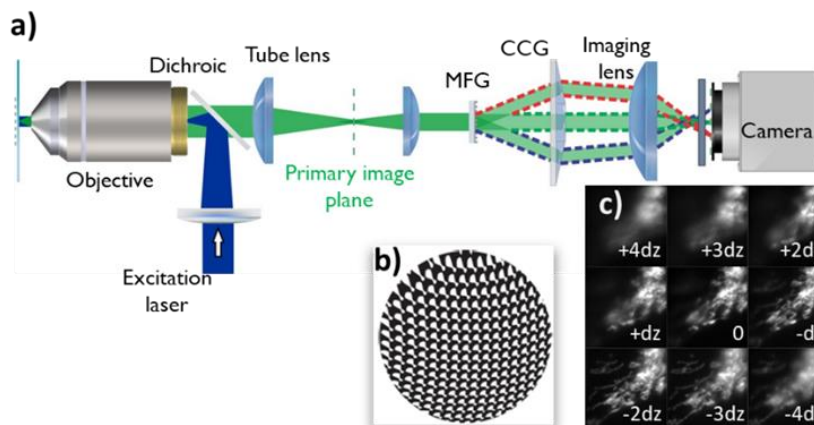 a)
Tube lens
Dichroic
Objective
Primary image
plane
Excitation
laser
MFG
CCG
Imaging
lens
Camera
b)
c)
+4dz
+3dz
+2d
+dz
0
-d
-2dz
-3dz
-4d